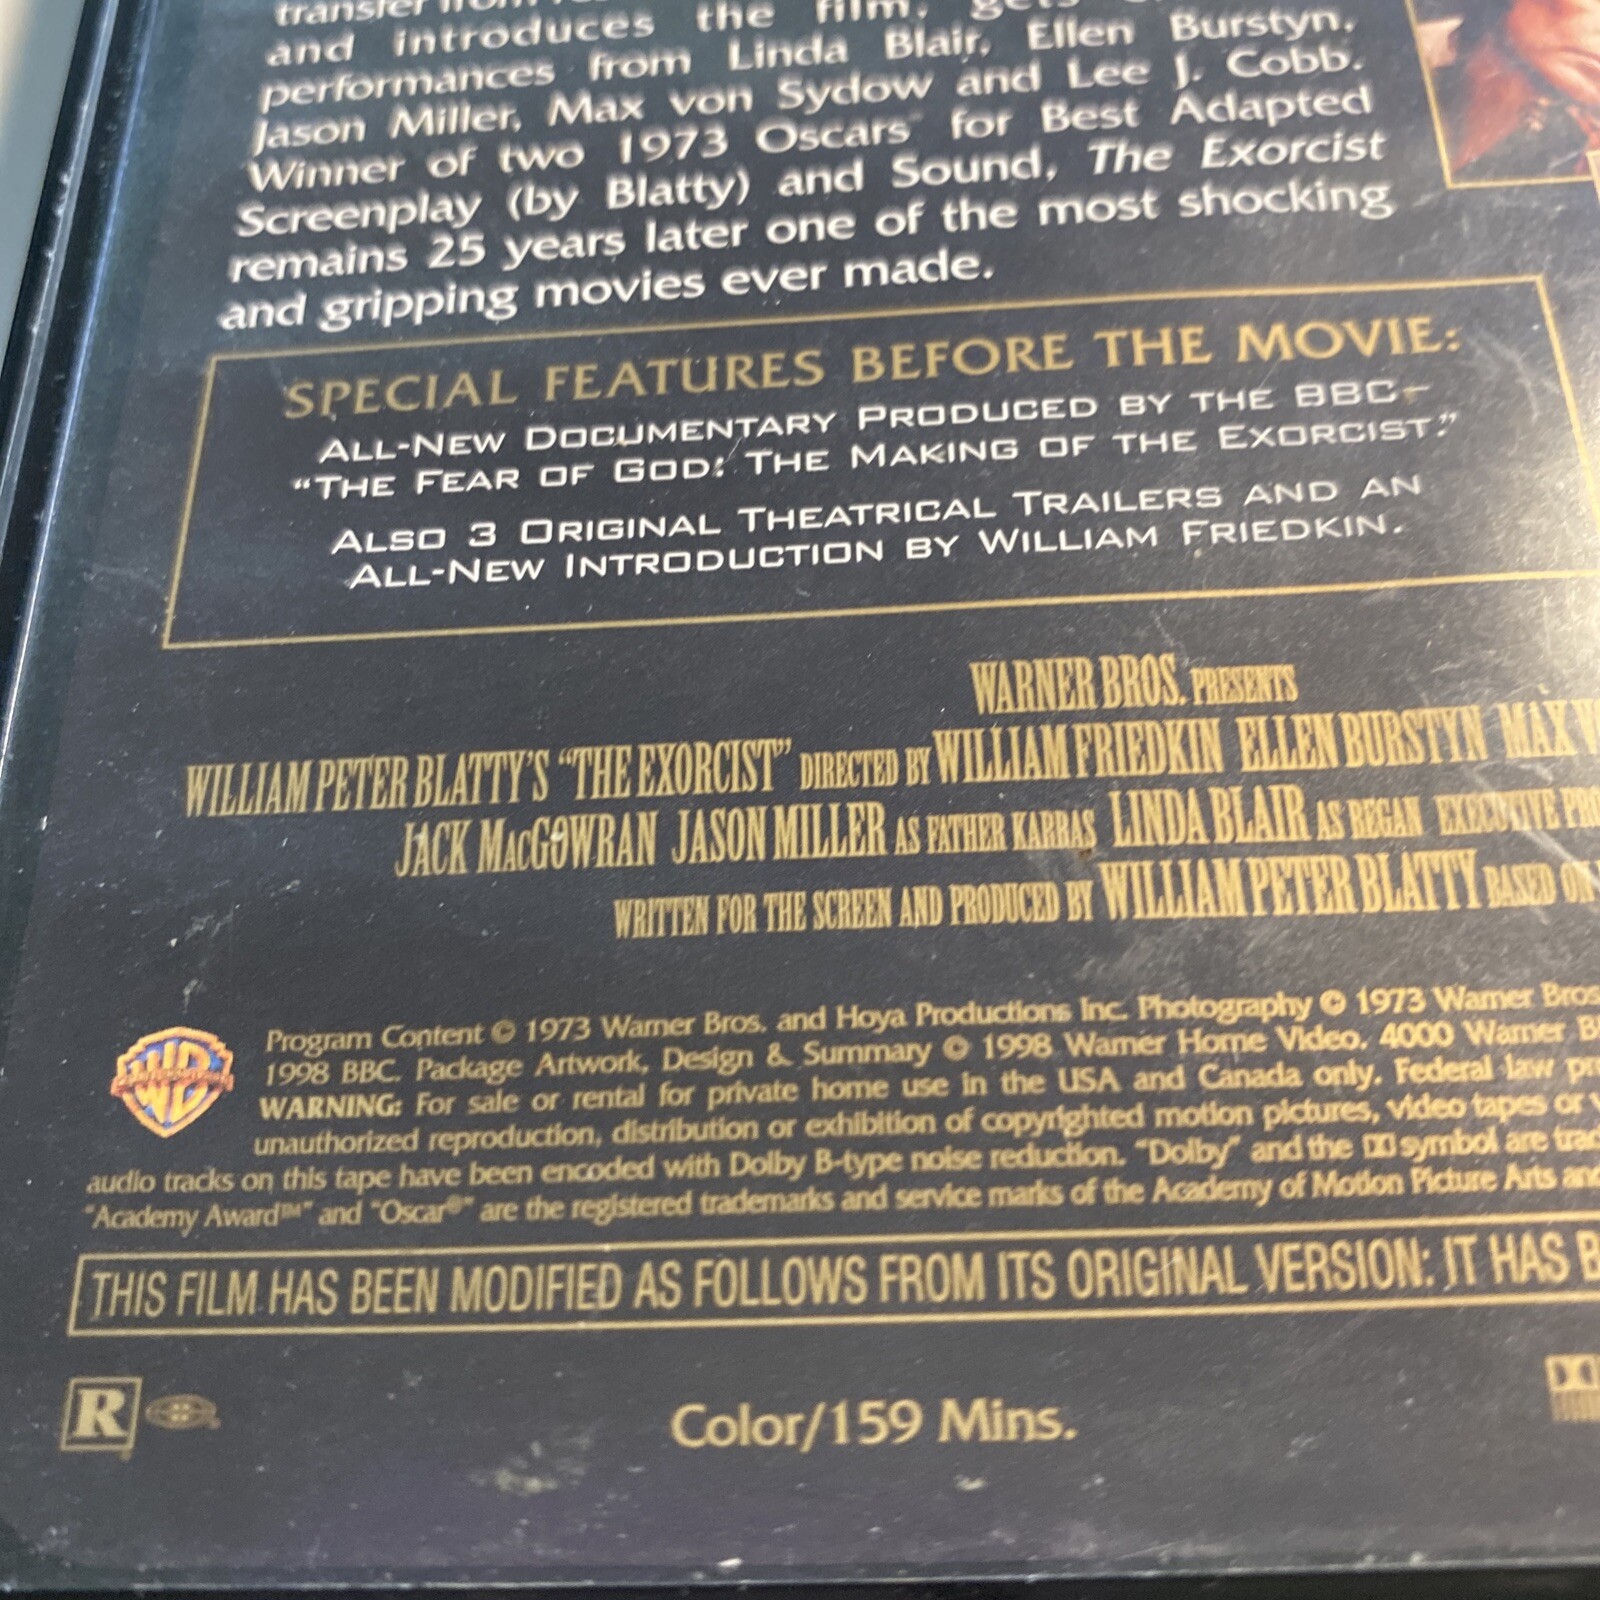 and introduces the film, gets
performances from Linda Blair, Ellen Burstyn,
Jason Miller, Max von Sydow and Lee J. Cobb.
Winner of two 1973 Oscars for Best Adapted
Screenplay (by Blatty) and Sound, The Exorcist
remains 25 years later one of the most shocking
and gripping movies ever made.
SPECIAL FEATURES BEFORE THE MOVIE:
ALL-NEW DOCUMENTARY PRODUCED BY THE BBC–
“THE FEAR OF GOD: THE MAKING OF THE EXORCIST.”
ALSO 3 ORIGINAL THEATRICAL TRAILERS AND AN
ALL-NEW INTRODUCTION BY WILLIAM FRIEDKIN.
WARNER BROS. PRESENTS
WILLIAM PETER BLATTY'S “THE EXORCIST” DIRECTED BY WILLIAM FRIEDKIN ELLEN BURSTYN MAX
JACK MacGOWRAN JASON MILLER AS FATHER KARRAS LINDA BLAIR AS REGAN EXECUTIVE
WRITTEN FOR THE SCREEN AND PRODUCED BY WILLIAM PETER BLATTY BASED ON
Program Content © 1973 Warner Bros. and Hoya Productions Inc. Photography © 1973 Warner Bros.
1998 BBC. Package Artwork, Design & Summary © 1998 Warner Home Video, 4000 Warner
WARNING: For sale or rental for private home use in the USA and Canada only. Federal law
unauthorized reproduction, distribution or exhibition of copyrighted motion pictures, video tapes or
audio tracks on this tape have been encoded with Dolby B-type noise reduction. “Dolby” and the symbol are
“Academy Award™” and “Oscar®” are the registered trademarks and service marks of the Academy of Motion Picture Arts and
THIS FILM HAS BEEN MODIFIED AS FOLLOWS FROM ITS ORIGINAL VERSION: IT HAS
R
Color/159 Mins.